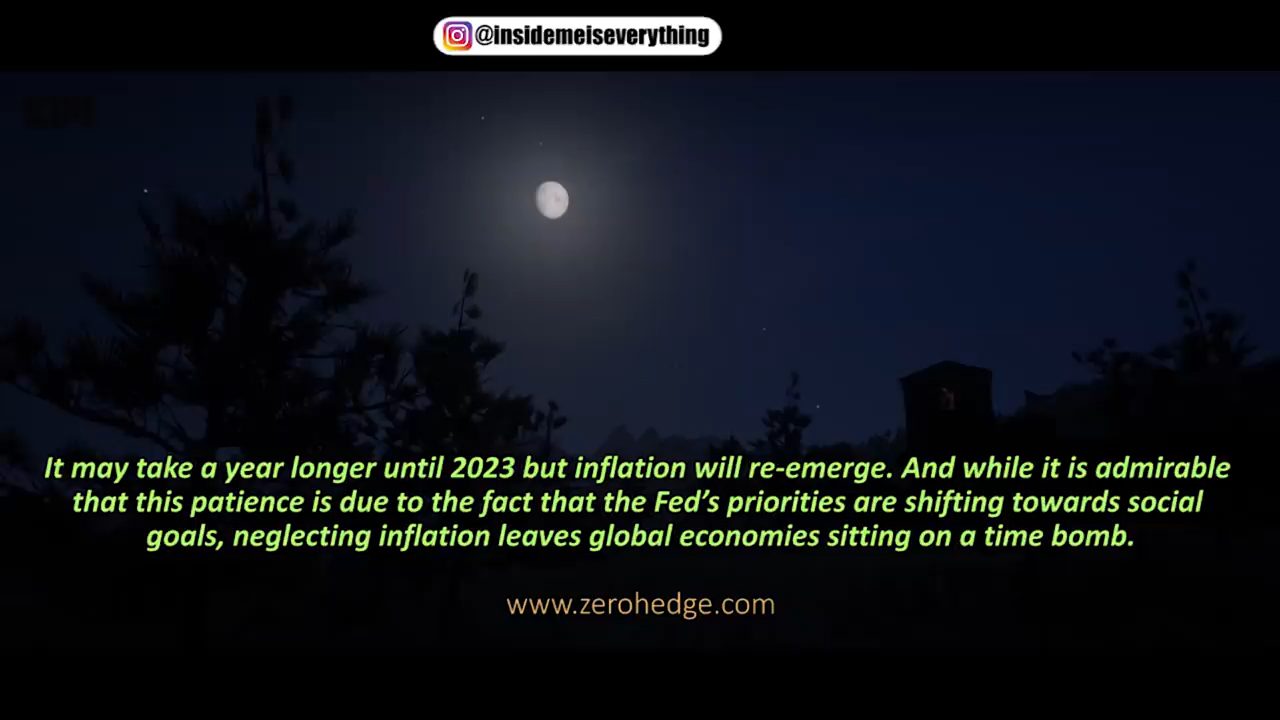 @insidemeiseverything
It may take a year longer until 2023 but inflation will re-emerge. And while it is admirable
that this patience is due to the fact that the Fed’s priorities are shifting towards social
goals, neglecting inflation leaves global economies sitting on a time bomb.
www.zerohedge.com